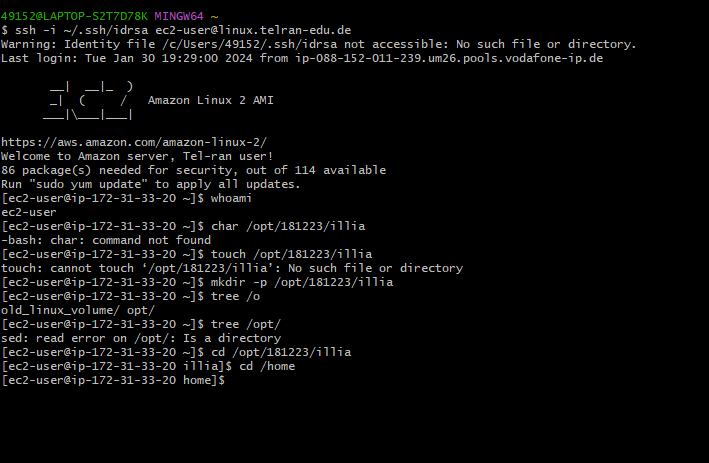 49152@LAPTOP-S2T7D78K MINGW64 ~
$ ssh -i ~/.ssh/idrsa ec2-user@linux.telran-edu.de
Warning: Identity file /c/Users/49152/.ssh/idrsa not accessible: No such file or directory.
Last login: Tue Jan 30 19:29:00 2024 from ip-088-152-011-239.um26.pools.vodafone-ip.de

       __|  __|_  )
       _|  (     /   Amazon Linux 2 AMI
      ___|\___|___|

https://aws.amazon.com/amazon-linux-2/
Welcome to Amazon server, Tel-ran user!
86 package(s) needed for security, out of 114 available
Run "sudo yum update" to apply all updates.
[ec2-user@ip-172-31-33-20 ~]$ whoami
ec2-user
[ec2-user@ip-172-31-33-20 ~]$ char /opt/181223/illia
-bash: char: command not found
[ec2-user@ip-172-31-33-20 ~]$ touch /opt/181223/illia
touch: cannot touch ‘/opt/181223/illia’: No such file or directory
[ec2-user@ip-172-31-33-20 ~]$ mkdir -p /opt/181223/illia
[ec2-user@ip-172-31-33-20 ~]$ tree /o
old_linux_volume/ opt/
[ec2-user@ip-172-31-33-20 ~]$ tree /opt/
sed: read error on /opt/: Is a directory
[ec2-user@ip-172-31-33-20 ~]$ cd /opt/181223/illia
[ec2-user@ip-172-31-33-20 illia]$ cd /home
[ec2-user@ip-172-31-33-20 home]$